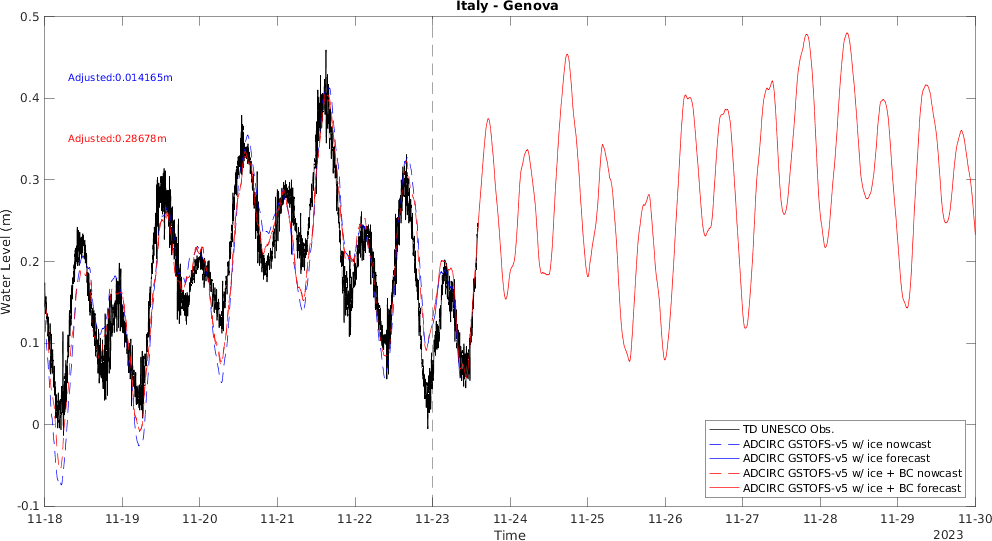 Italy - Genova
0.5
0.4
0.3
0.2
0.1
0
-0.1
Water Level (m)
Adjusted:0.014165m
Adjusted:0.28678m
TD UNESCO Obs.
ADCIRC GSTOFS-v5 w/ ice nowcast
ADCIRC GSTOFS-v5 w/ ice forecast
ADCIRC GSTOFS-v5 w/ ice + BC nowcast
ADCIRC GSTOFS-v5 w/ ice + BC forecast
11-18 11-19 11-20 11-21 11-22 11-23 11-24 11-25 11-26 11-27 11-28 11-29 11-30
Time
2023